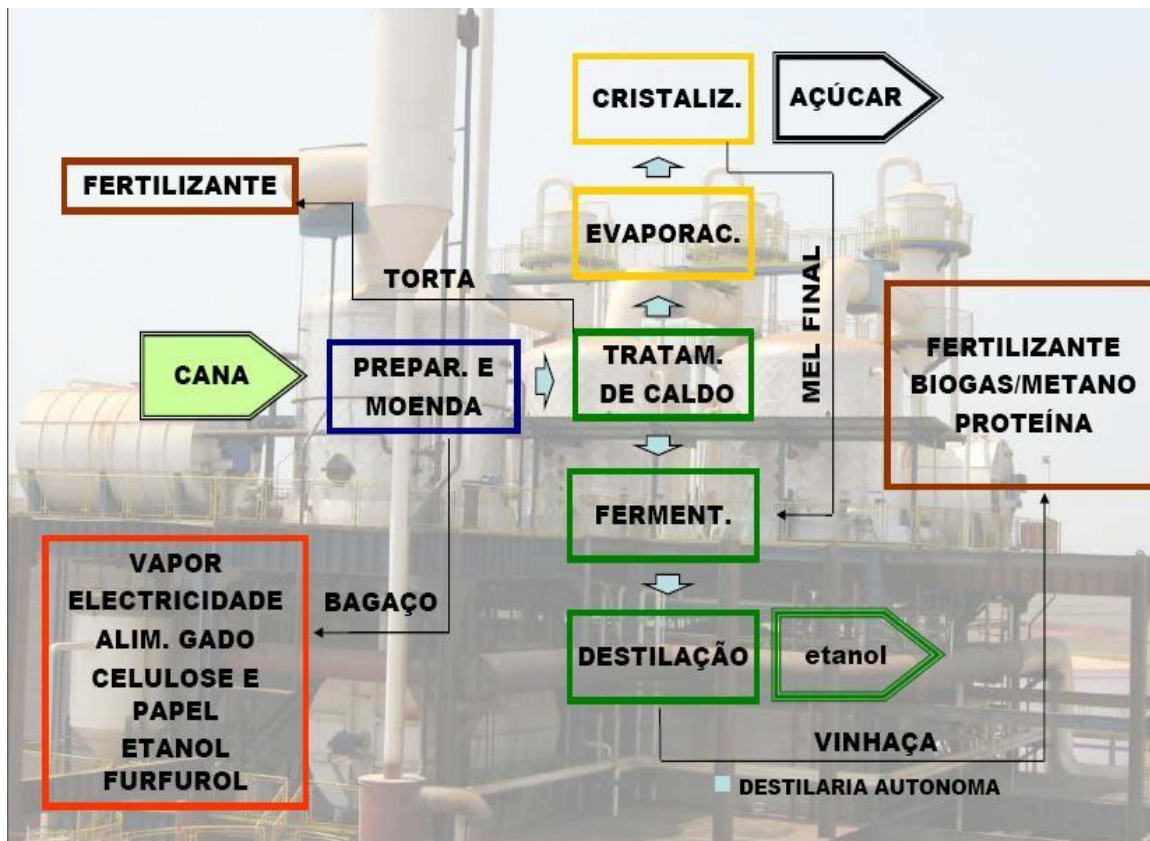 CRISTALIZ.
AÇÚCAR
FERTILIZANTE
EVAPORAC.
TORTA
MEL FINAL
CANA
PREPAR. E
MOENDA
TRATAM.
DE CALDO
FERTILIZANTE
BIOGAS/METANO
PROTEÍNA
FERMENT.
VAPOR
ELECTRICIDADE
ALIM. GADO
CELULOSE E
PAPEL
ETANOL
FURFUROL
BAGAÇO
DESTILAÇÃO
etanol
VINHAÇA
DESTILARIA AUTONOMA